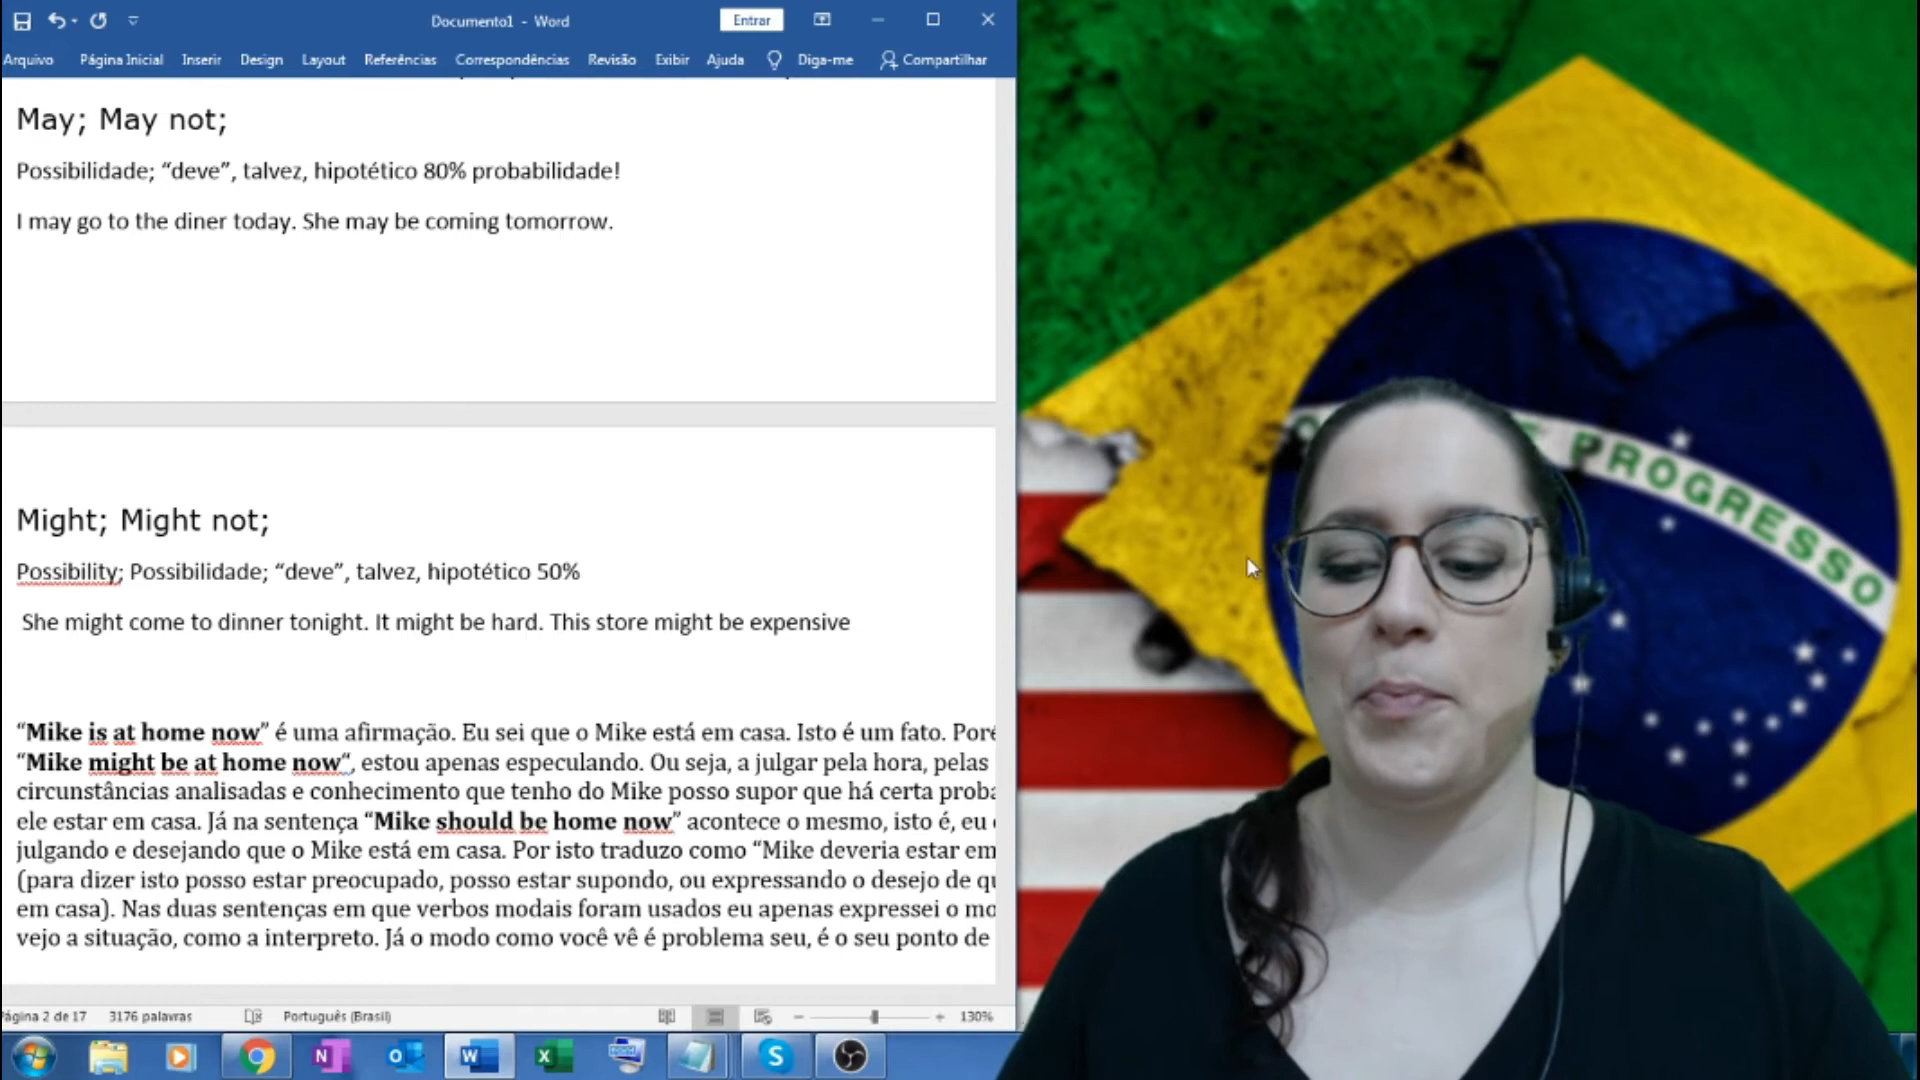 Documento1 - Word
Entrar
Arquivo Página Inicial Inserir Design Layout Referências Correspondências Revisão Exibir Ajuda Diga-me Compartilhar
May; May not;
Possibilidade; “deve”, talvez, hipotético 80% probabilidade!
I may go to the diner today. She may be coming tomorrow.
Might; Might not;
Possibility; Possibilidade; “deve”, talvez, hipotético 50%
She might come to dinner tonight. It might be hard. This store might be expensive
“Mike is at home now” é uma afirmação. Eu sei que o Mike está em casa. Isto é um fato.
“Mike might be at home now“, estou apenas especulando. Ou seja, a julgar pela hora, pelas
circunstâncias analisadas e conhecimento que tenho do Mike posso supor que há certa
ele estar em casa. Já na sentença “Mike should be home now” acontece o mesmo, isto é, eu
julgando e desejando que o Mike está em casa. Por isto traduzo como “Mike deveria estar em
(para dizer isto posso estar preocupado, posso estar supondo, ou expressando o desejo de
em casa). Nas duas sentenças em que verbos modais foram usados eu apenas expressei o
vejo a situação, como a interpreto. Já o modo como você vê é problema seu, é o seu ponto de
Página 2 de 17 3176 palavras Português (Brasil) 130%
E PROGRESSO